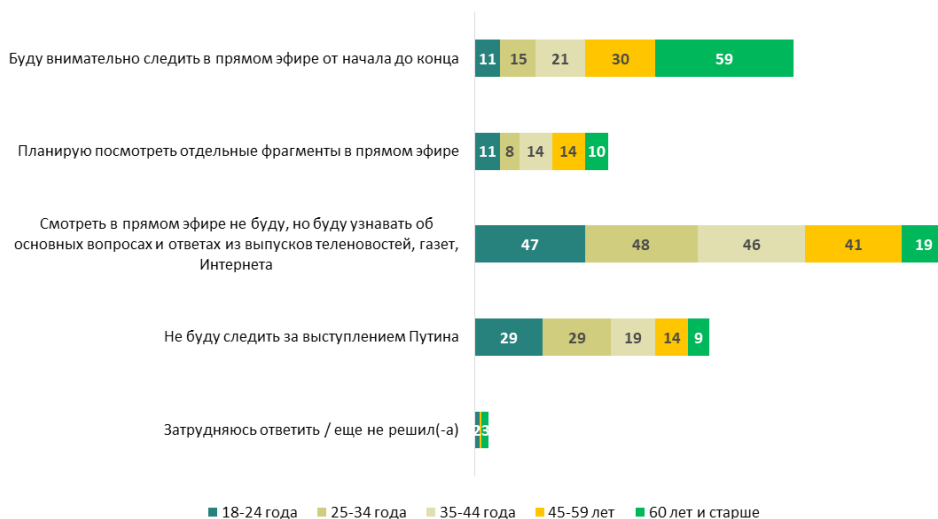 Буду внимательно следить в прямом эфире от начала до конца
11 15 21 30 59
Планирую посмотреть отдельные фрагменты в прямом эфире
11 8 14 14 10
Смотреть в прямом эфире не буду, но буду узнавать об
основных вопросах и ответах из выпусков теленовостей, газет,
Интернета
47 48 46 41 19
Не буду следить за выступлением Путина
29 29 19 14 9
Затрудняюсь ответить / еще не решил(-а)
2 3
18-24 года 25-34 года 35-44 года 45-59 лет 60 лет и старше